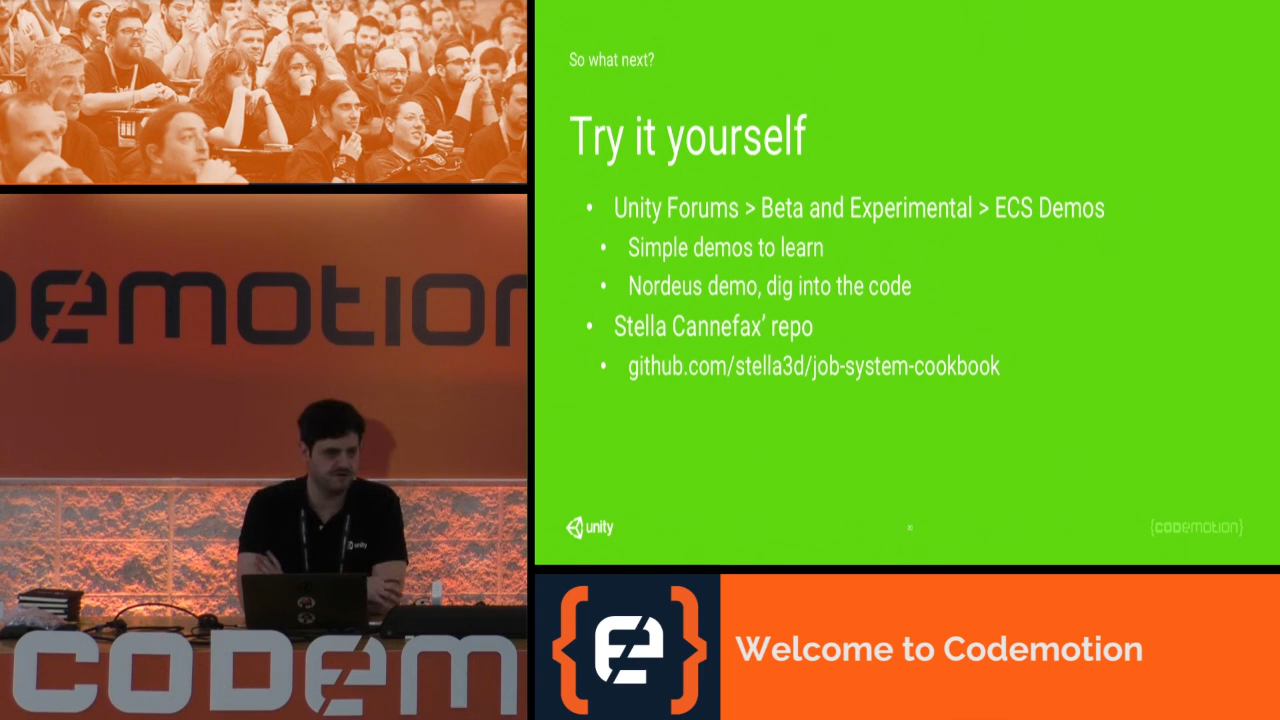 So what next?
Try it yourself
• Unity Forums > Beta and Experimental > ECS Demos
• Simple demos to learn
• Nordeus demo, dig into the code
• Stella Cannefax’ repo
• github.com/stella3d/job-system-cookbook
unity
{codemotion}
emotion
unity
CODEM
Welcome to Codemotion